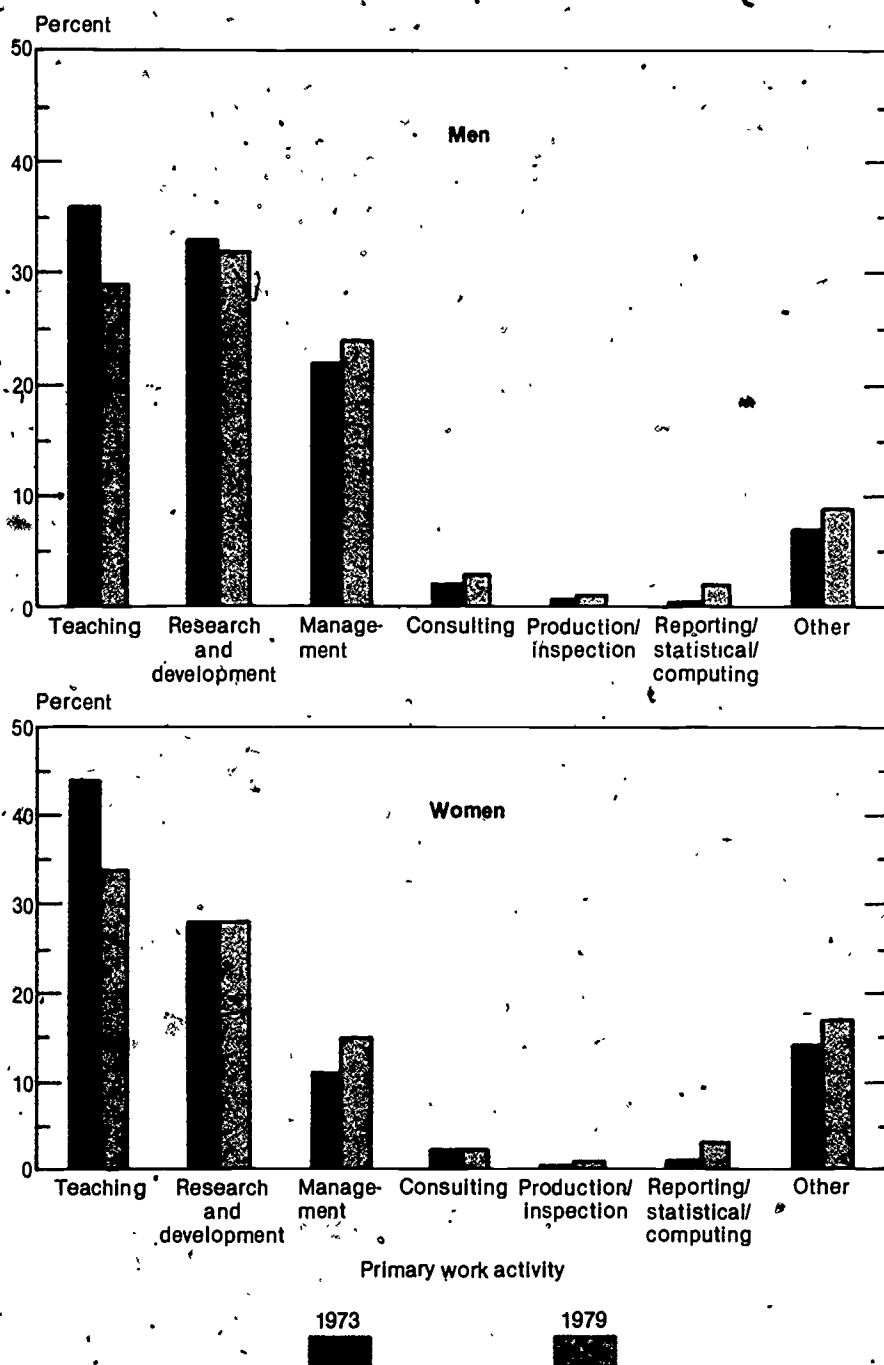 Percent
50
Men
40
30
20
10
0
Teaching Research and development Manage- ment Consulting Production/ inspection Reporting/ statistical/ computing Other
Percent
50
Women
40
30
20
10
0
Teaching Research and development Manage- ment Consulting Production/ inspection Reporting/ statistical/ computing Other
Primary work activity
1973 1979